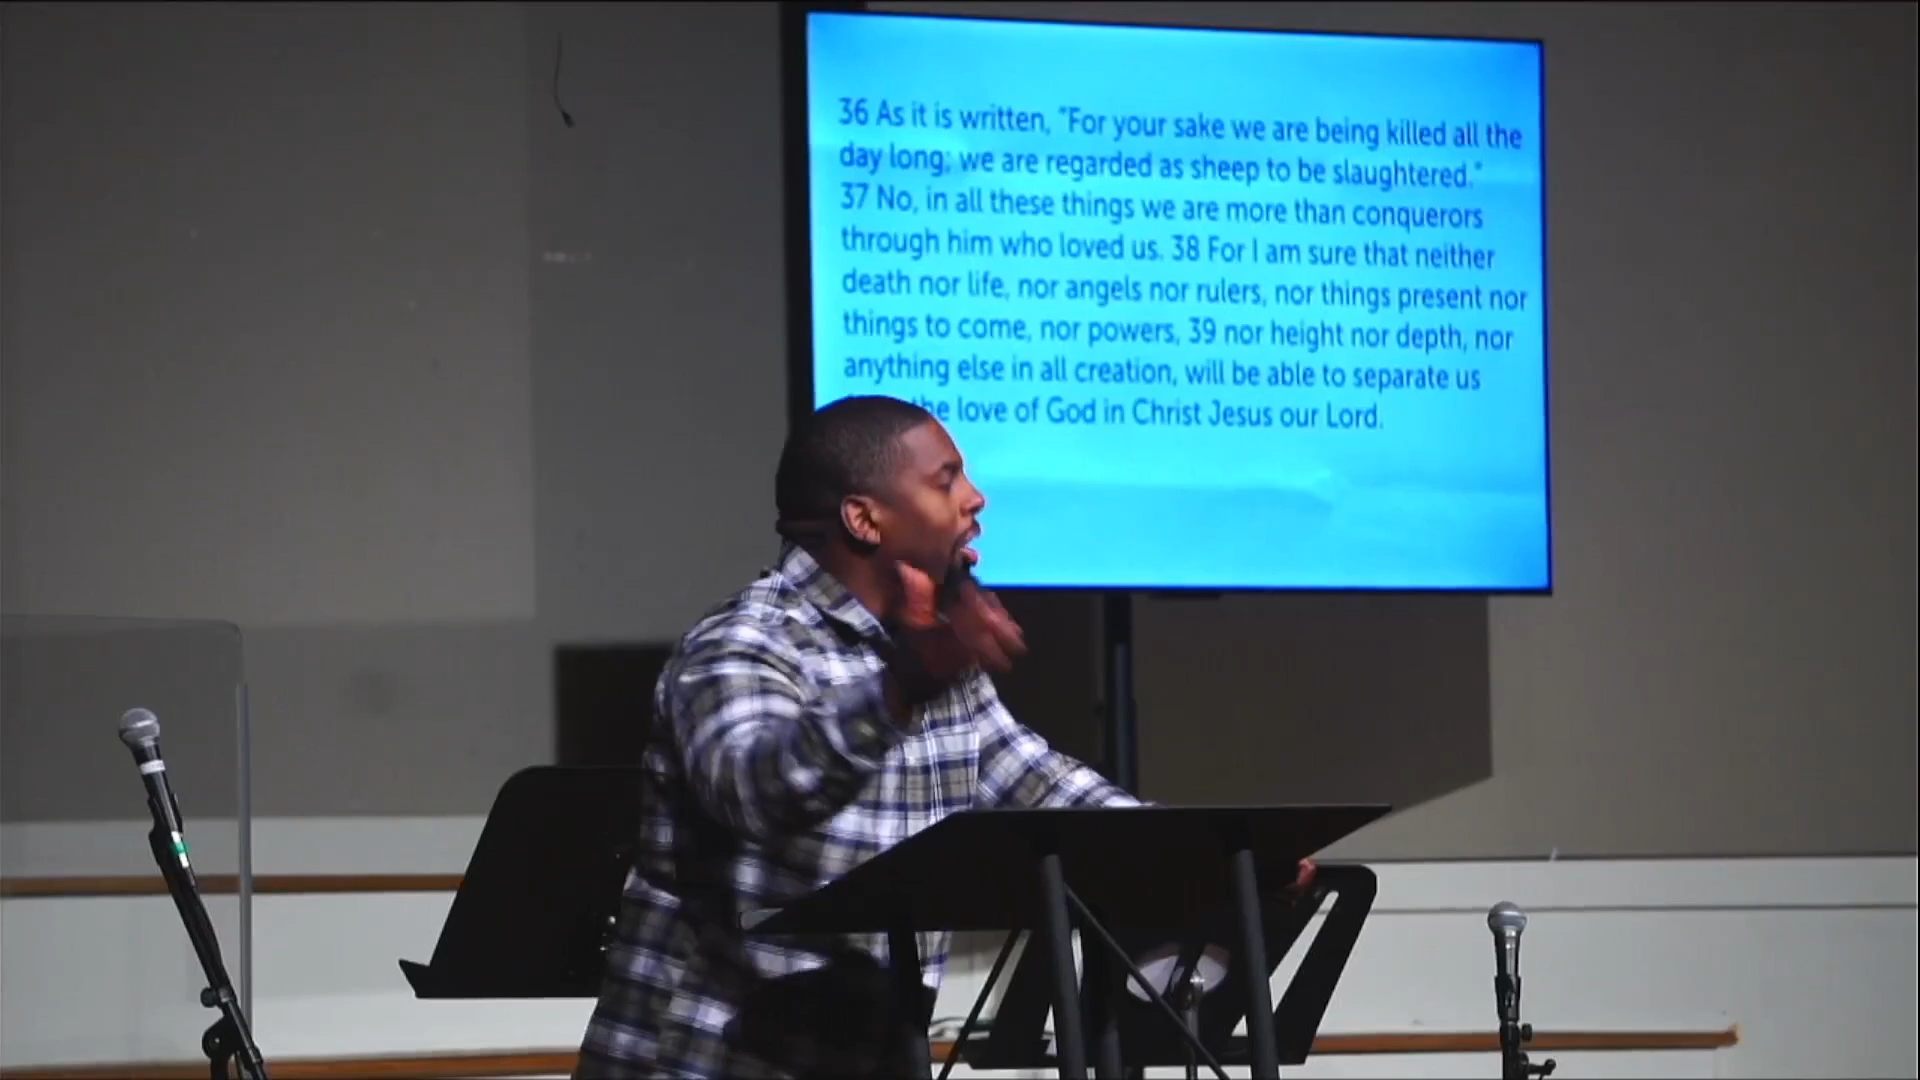 36 As it is written, "For your sake we are being killed all the
day long; we are regarded as sheep to be slaughtered."
37 No, in all these things we are more than conquerors
through him who loved us. 38 For I am sure that neither
death nor life, nor angels nor rulers, nor things present nor
things to come, nor powers, 39 nor height nor depth, nor
anything else in all creation, will be able to separate us
the love of God in Christ Jesus our Lord.